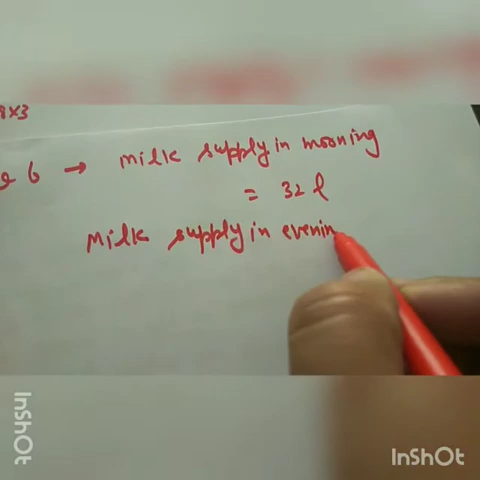 8x3
6 → Milk supply in mooning
= 32 l
Milk supply in evenin
InShOt
InShOt